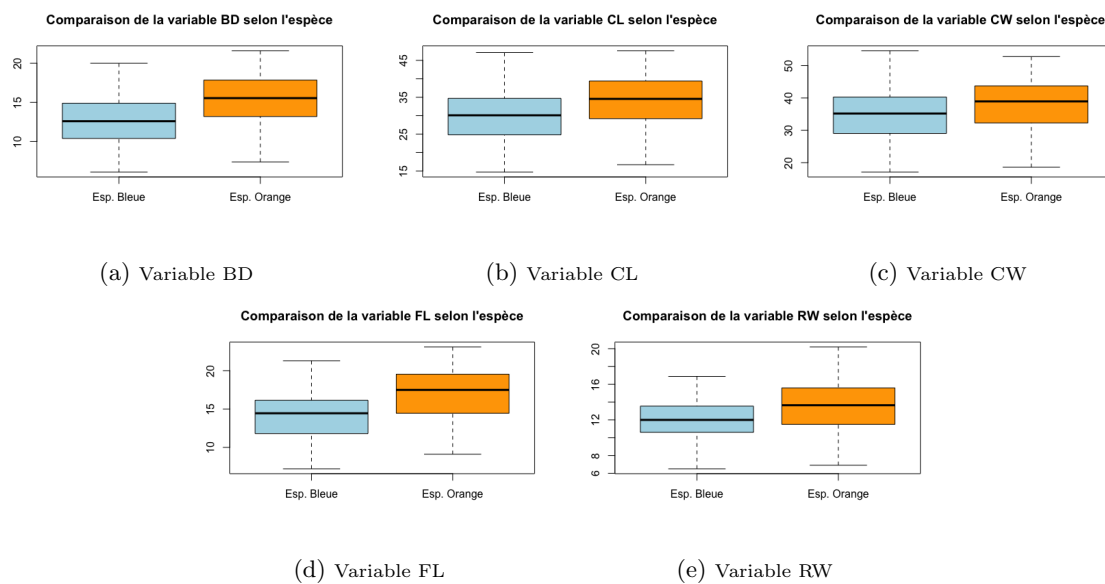 Comparaison de la variable BD selon l'espèce
Comparaison de la variable CL selon l'espèce
Comparaison de la variable CW selon l'espèce
20
15
10
Esp. Bleue
Esp. Orange
45
35
25
15
Esp. Bleue
Esp. Orange
50
40
30
20
Esp. Bleue
Esp. Orange
(a) Variable BD
(b) Variable CL
(c) Variable CW
Comparaison de la variable FL selon l'espèce
Comparaison de la variable RW selon l'espèce
20
15
10
Esp. Bleue
Esp. Orange
20
16
12
8
6
Esp. Bleue
Esp. Orange
(d) Variable FL
(e) Variable RW